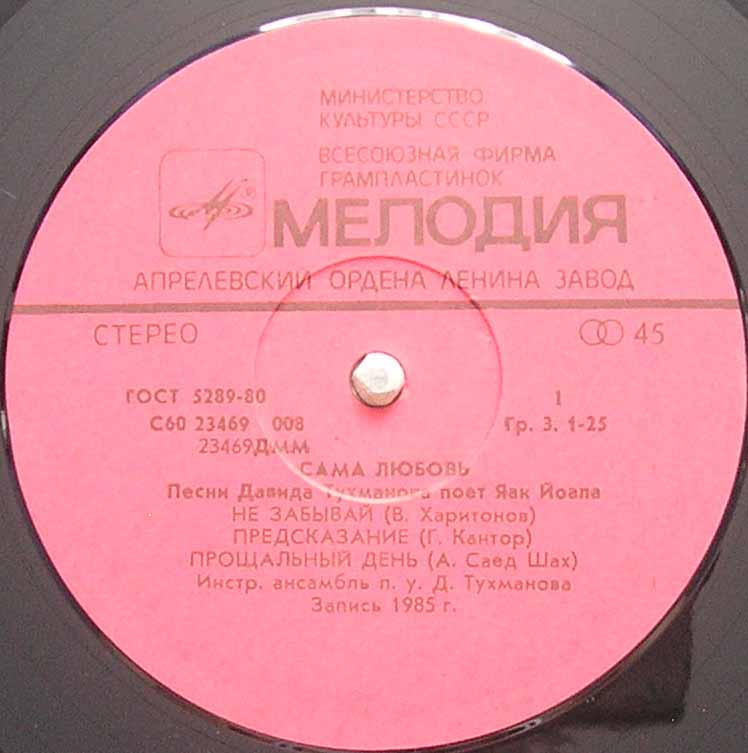 МИНИСТЕРСТВО
КУЛЬТУРЫ СССР
ВСЕСОЮЗНАЯ ФИРМА
ГРАМПЛАСТИНОК
®
МЕЛОДИЯ
АПРЕЛЕВСКИЙ ОРДЕНА ЛЕНИНА ЗАВОД
СТЕРЕО 45
ГОСТ 5289-80 1
С60 23469 008 Гр. 3. 1-25
23469ДММ
САМА ЛЮБОВЬ
Песни Давида Тухманова поет Яак Йоала
НЕ ЗАБЫВАЙ (В. Харитонов)
ПРЕДСКАЗАНИЕ (Г. Кантор)
ПРОЩАЛЬНЫЙ ДЕНЬ (А. Саед Шах)
Инстр. ансамбль п. у. Д. Тухманова
Запись 1985 г.